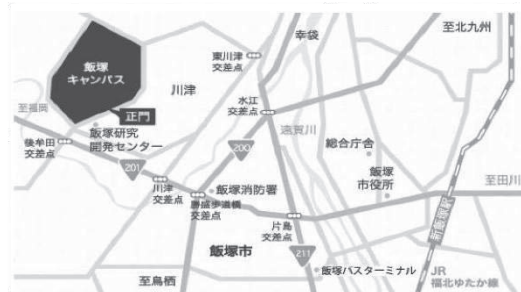 幸袋
至北九州
東川津
交差点
飯塚
キャンパス
川津
水江
交差点
至福岡
正門
飯塚研究
開発センター
遠賀川
総合庁舎
200
後牟田
交差点
201
飯塚
市役所
至田川
川津
交差点
飯塚消防署
勝盛歩道橋
交差点
新飯塚駅
片島
交差点
飯塚市
211
飯塚バスターミナル
JR
福北ゆたか線
至鳥栖